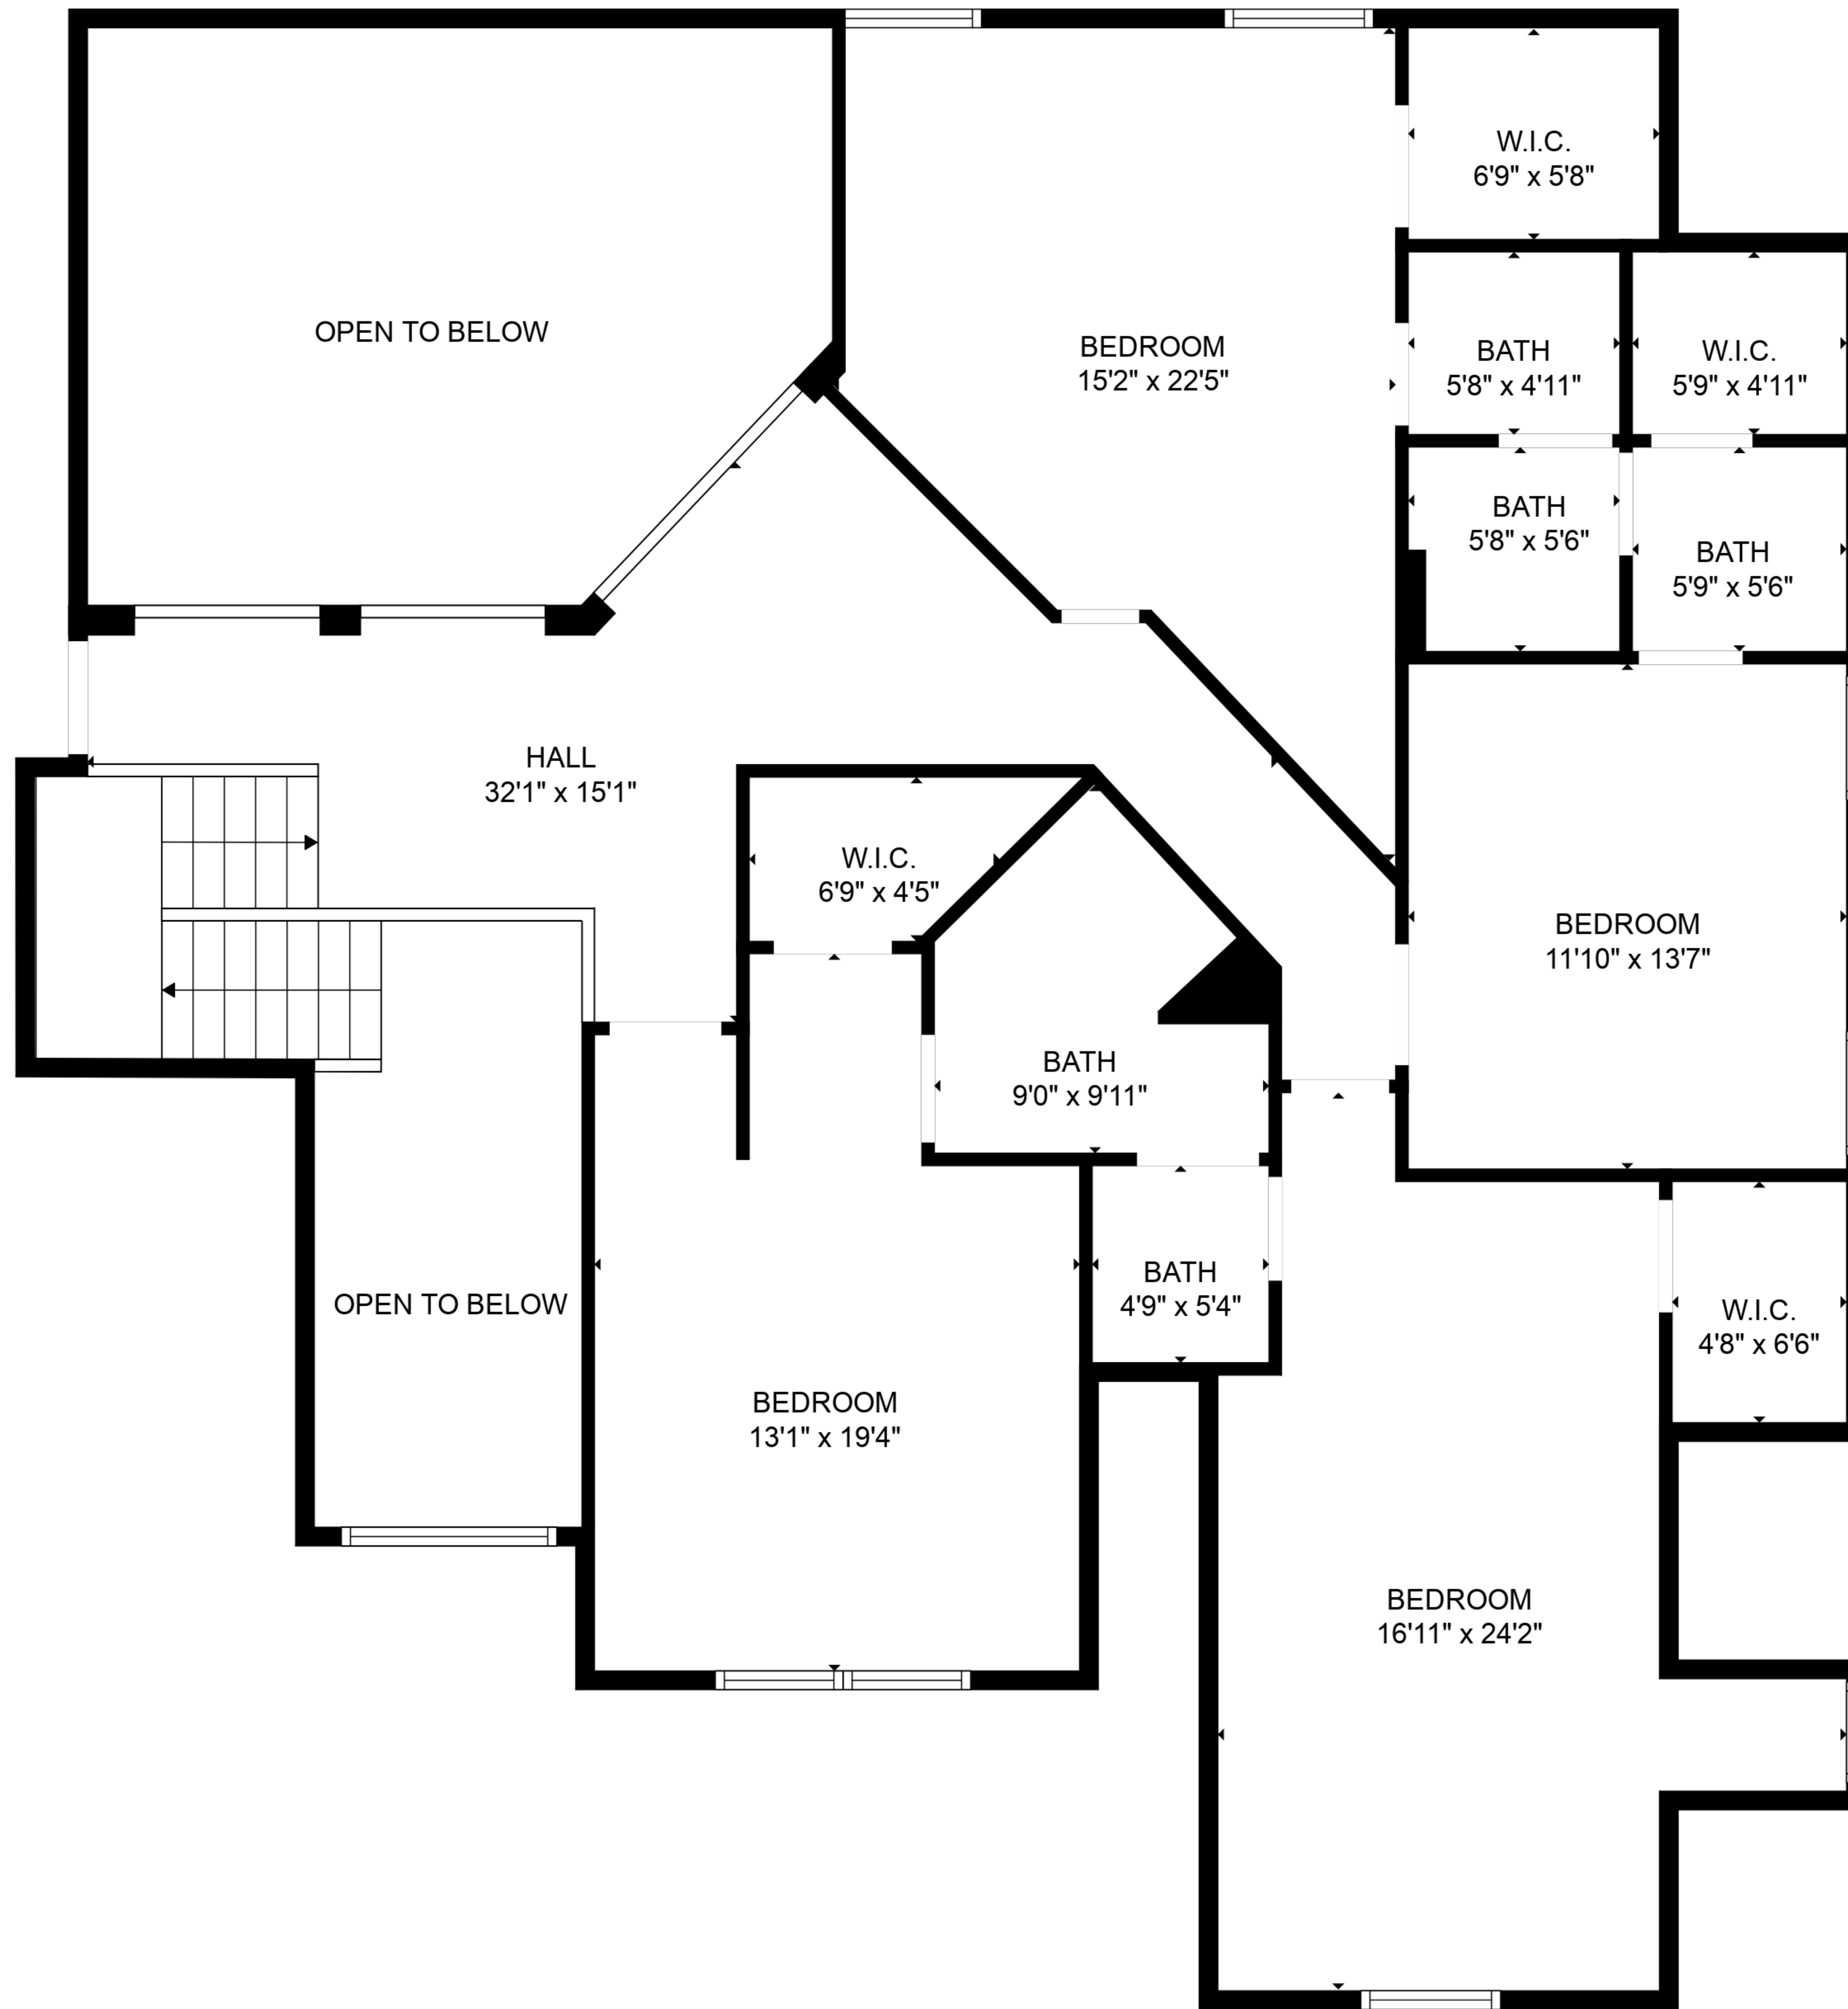 W.I.C.
6'9" x 5'8"
OPEN TO BELOW
BEDROOM
15'2" x 22'5"
BATH
5'8" x 4'11"
W.I.C.
5'9" x 4'11"
BATH
5'8" x 5'6"
BATH
5'9" x 5'6"
HALL
32'1" x 15'1"
W.I.C.
6'9" x 4'5"
BEDROOM
11'10" x 13'7"
BATH
9'0" x 9'11"
BATH
4'9" x 5'4"
OPEN TO BELOW
W.I.C.
4'8" x 6'6"
BEDROOM
13'1" x 19'4"
BEDROOM
16'11" x 24'2"